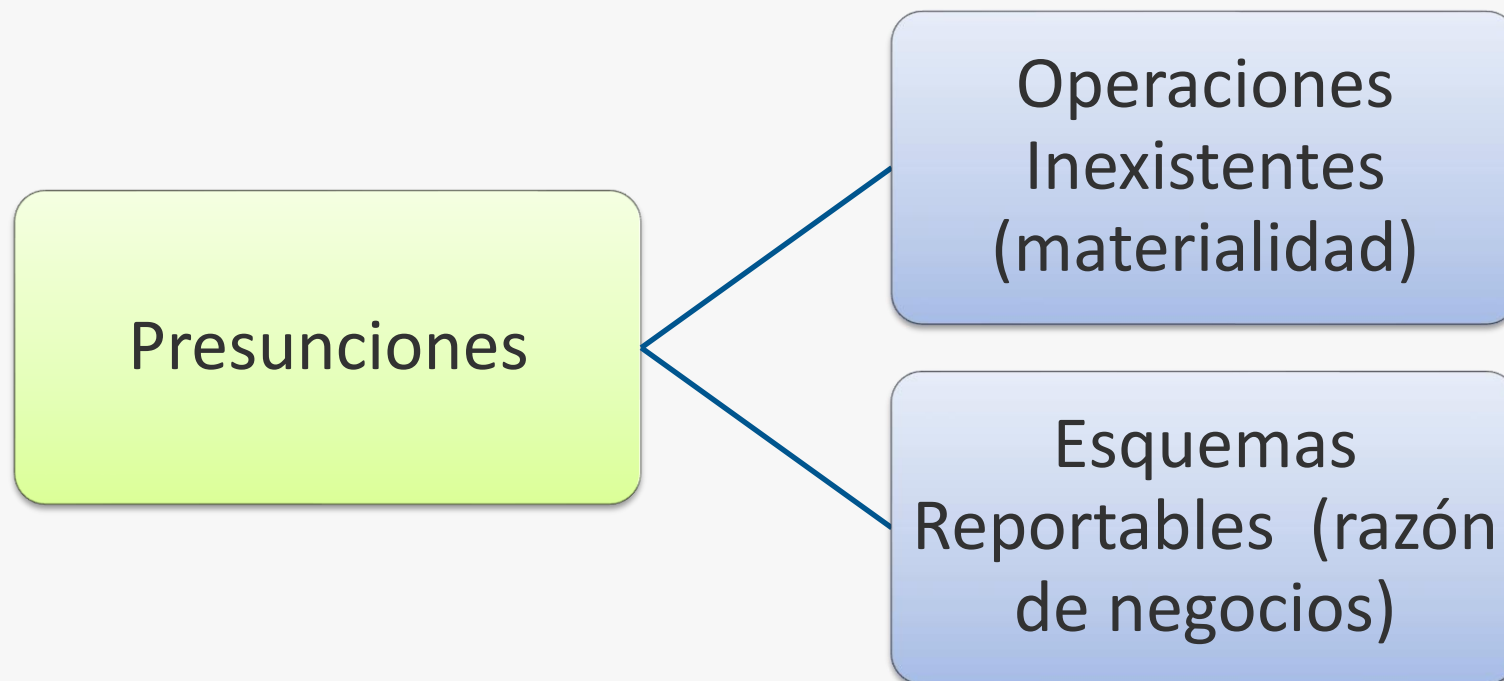 Presunciones
Operaciones
Inexistentes
(materialidad)
Esquemas
Reportables (razón
de negocios)